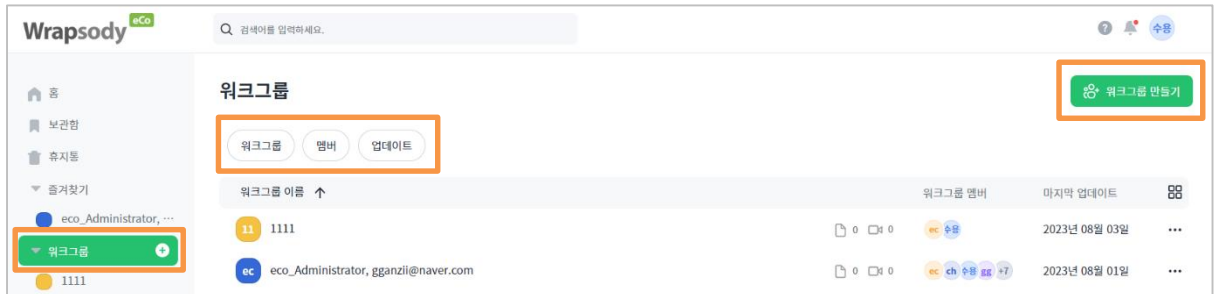 Wrapsody eCo
검색어를 입력하세요.
수용
홈
보관함
휴지통
즐겨찾기
eco_Administrator, ···
워크그룹
1111
워크그룹
워크그룹 만들기
워크그룹 멤버 업데이트
워크그룹 이름 워크그룹 멤버 마지막 업데이트
11 1111 0 0 ec 수용 2023년 08월 03일
ec eco_Administrator, gganzii@naver.com 0 0 ec ch 수용 gg +7 2023년 08월 01일